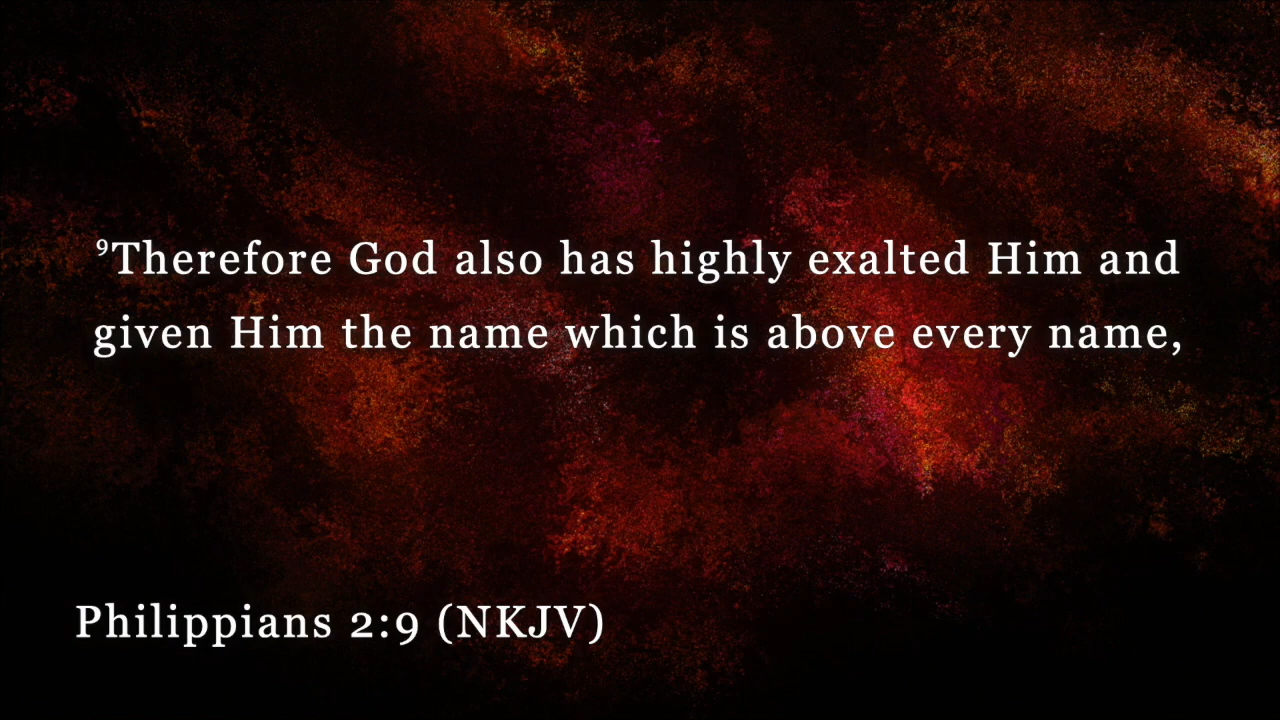 ⁹Therefore God also has highly exalted Him and
given Him the name which is above every name,
Philippians 2:9 (NKJV)